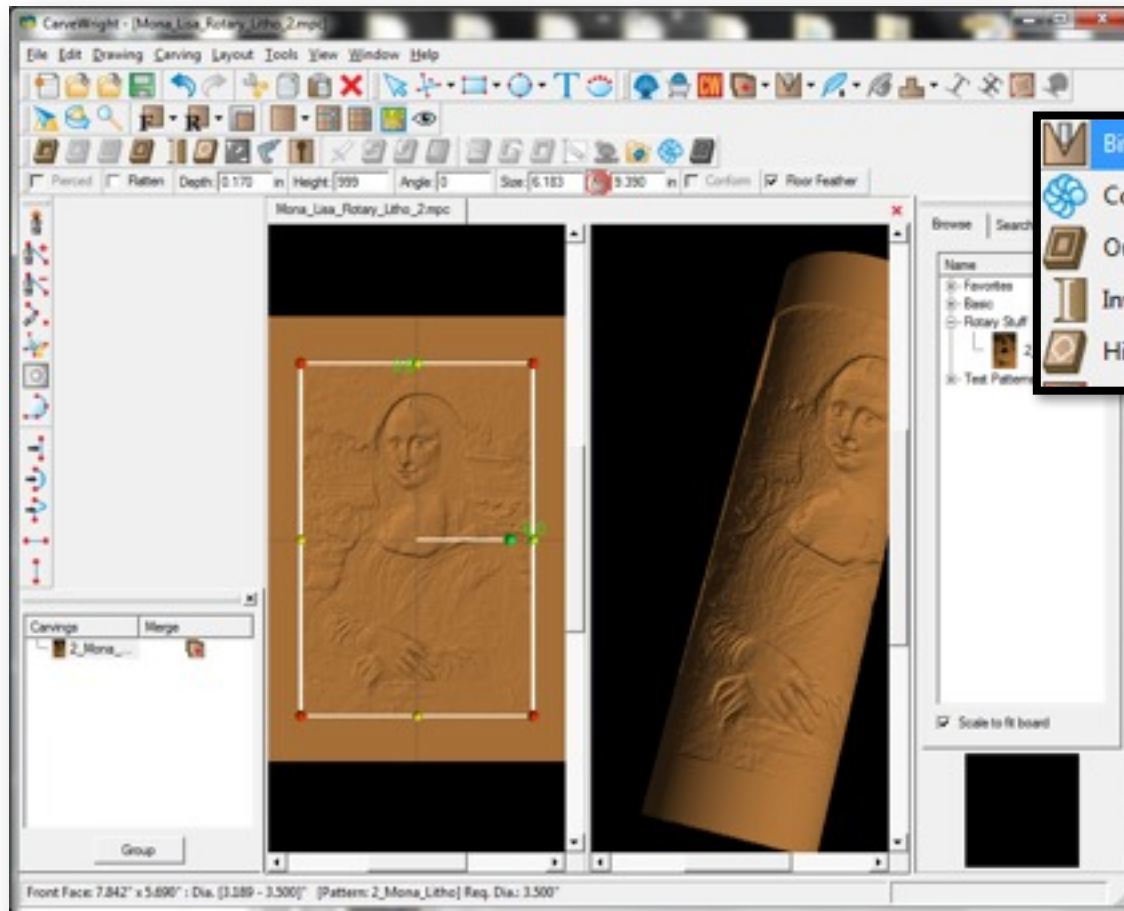 CarveWright - [Mona_Lisa_Rotary_Litho_2.mpc]
File Edit Drawing Carving Layout Tools View Window Help
Pierced Flatten Depth: 0.170 in Height: 999 Angle: 0 Size: 6.183 9.390 in Conform Floor Feather
Mona_Lisa_Rotary_Litho_2.mpc
Browse Search
Name
Favorites
Basic
Rotary Stuff
2_
Test Patterns
Carvings Merge
2_Mona_...
Scale to fit board
Group
Front Face: 7.842" x 5.690" : Dia. [3.189 - 3.500]" [Pattern: 2_Mona_Litho] Req. Dia.: 3.500"